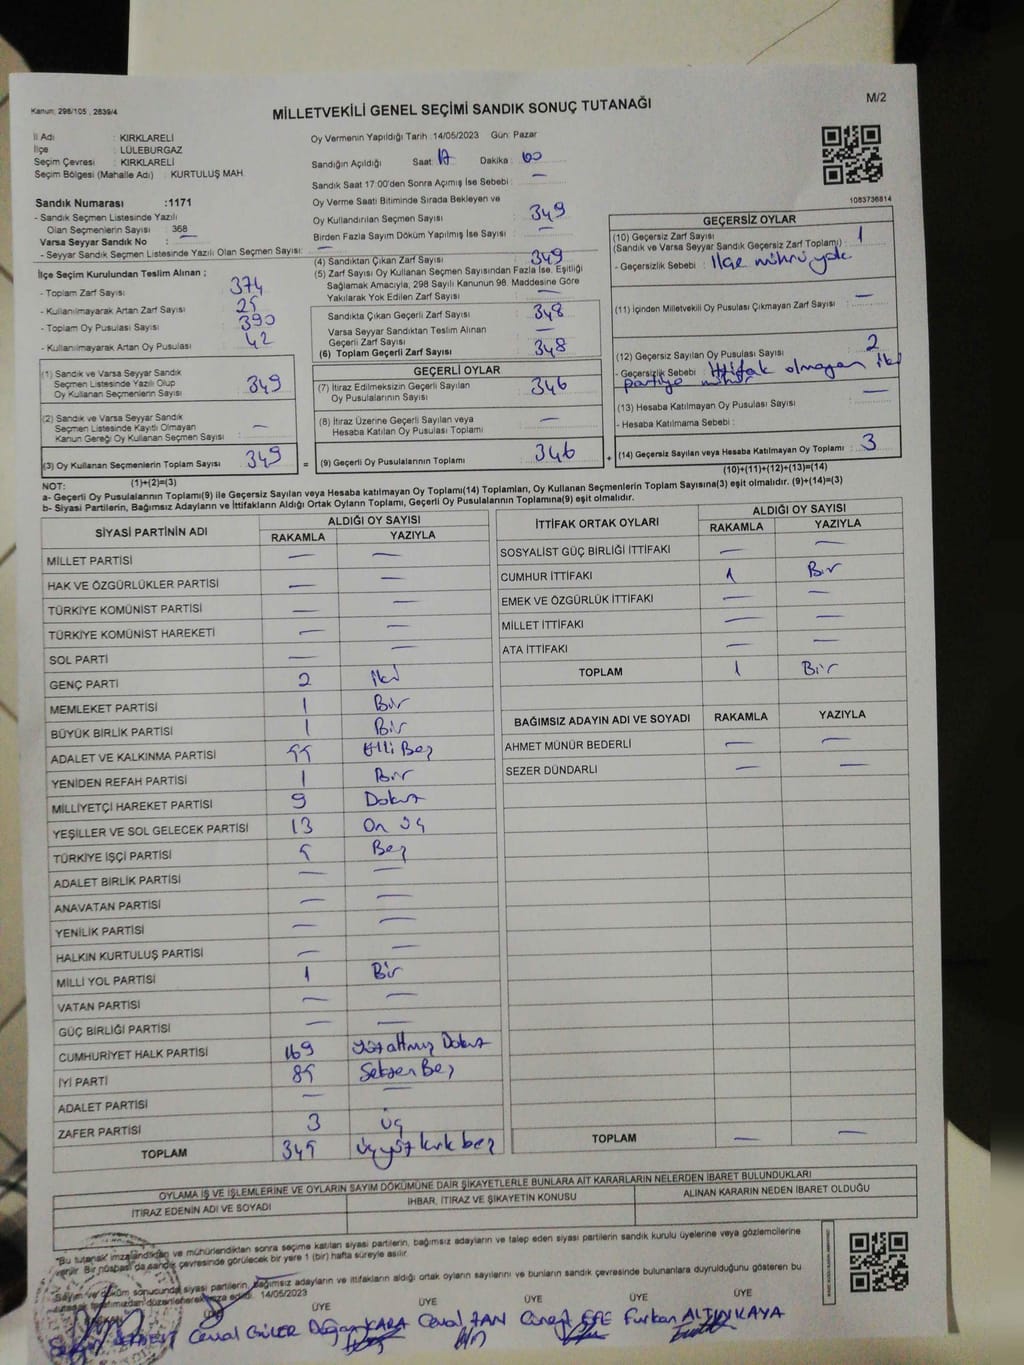 Kanun: 298/105 , 2839/4
MİLLETVEKİLİ GENEL SEÇİMİ SANDIK SONUÇ TUTANAĞI
M/2
İl Adı : KIRKLARELİ
İlçe : LÜLEBURGAZ
Seçim Çevresi : KIRKLARELİ
Seçim Bölgesi (Mahalle Adı) : KURTULUŞ MAH.
Sandık Numarası :1171
- Sandık Seçmen Listesinde Yazılı
Olan Seçmenlerin Sayısı : 368
Varsa Seyyar Sandık No : —
- Seyyar Sandık Seçmen Listesinde Yazılı Olan Seçmen Sayısı: —
İlçe Seçim Kurulundan Teslim Alınan ;
- Toplam Zarf Sayısı: 374
- Kullanılmayarak Artan Zarf Sayısı: 25
- Toplam Oy Pusulası Sayısı : 390
- Kullanılmayarak Artan Oy Pusulası : 42
(1) Sandık ve Varsa Seyyar Sandık
Seçmen Listesinde Yazılı Olup
Oy Kullanan Seçmenlerin Sayısı : 349
(2) Sandık ve Varsa Seyyar Sandık
Seçmen Listesinde Kayıtlı Olmayan
Kanun Gereği Oy Kullanan Seçmen Sayısı : —
(3) Oy Kullanan Seçmenlerin Toplam Sayısı : 349
(1)+(2)=(3)
Oy Vermenin Yapıldığı Tarih :14/05/2023 Gün: Pazar
Sandığın Açıldığı Saat: 17 Dakika : 00
Sandık Saat 17:00'den Sonra Açımış İse Sebebi : —
Oy Verme Saati Bitiminde Sırada Bekleyen ve
Oy Kullandırılan Seçmen Sayısı : 349
Birden Fazla Sayım Döküm Yapılmış İse Sayısı : —
(4) Sandıktan Çıkan Zarf Sayısı : 349
(5) Zarf Sayısı Oy Kullanan Seçmen Sayısından Fazla İse, Eşitliği
Sağlamak Amacıyla, 298 Sayılı Kanunun 98. Maddesine Göre
Yakılarak Yok Edilen Zarf Sayısı : —
Sandıkta Çıkan Geçerli Zarf Sayısı : 348
Varsa Seyyar Sandıktan Teslim Alınan
Geçerli Zarf Sayısı : —
(6) Toplam Geçerli Zarf Sayısı : 348
GEÇERLİ OYLAR
(7) İtiraz Edilmeksizin Geçerli Sayılan
Oy Pusulalarının Sayısı : 346
(8) İtiraz Üzerine Geçerli Sayılan veya
Hesaba Katılan Oy Pusulası Toplamı : —
= (9) Geçerli Oy Pusulalarının Toplamı : 346
1083736814
GEÇERSİZ OYLAR
(10) Geçersiz Zarf Sayısı
(Sandık ve Varsa Seyyar Sandık Geçersiz Zarf Toplamı) : 1
- Geçersizlik Sebebi : İlçe mührü yok
(11) İçinden Milletvekili Oy Pusulası Çıkmayan Zarf Sayısı : —
(12) Geçersiz Sayılan Oy Pusulası Sayısı : 2
- Geçersizlik Sebebi : İttifak olmayan iki
partiye mühür
(13) Hesaba Katılmayan Oy Pusulası Sayısı : —
- Hesaba Katılmama Sebebi :
+ (14) Geçersiz Sayılan veya Hesaba Katılmayan Oy Toplamı : 3
(10)+(11)+(12)+(13)=(14)
NOT:
a- Geçerli Oy Pusulalarının Toplamı(9) ile Geçersiz Sayılan veya Hesaba katılmayan Oy Toplamı(14) Toplamları, Oy Kullanan Seçmenlerin Toplam Sayısına(3) eşit olmalıdır. (9)+(14)=(3)
b- Siyasi Partilerin, Bağımsız Adayların ve İttifakların Aldığı Ortak Oyların Toplamı, Geçerli Oy Pusulalarının Toplamına(9) eşit olmalıdır.
SİYASİ PARTİNİN ADI ALDIĞI OY SAYISI
RAKAMLA YAZIYLA
MİLLET PARTİSİ — —
HAK VE ÖZGÜRLÜKLER PARTİSİ — —
TÜRKİYE KOMÜNİST PARTİSİ — —
TÜRKİYE KOMÜNİST HAREKETİ — —
SOL PARTİ — —
GENÇ PARTİ 2 iki
MEMLEKET PARTİSİ 1 Bir
BÜYÜK BİRLİK PARTİSİ 1 Bir
ADALET VE KALKINMA PARTİSİ 55 Elli Beş
YENİDEN REFAH PARTİSİ 1 Bir
MİLLİYETÇİ HAREKET PARTİSİ 9 Dokuz
YEŞİLLER VE SOL GELECEK PARTİSİ 13 On üç
TÜRKİYE İŞÇİ PARTİSİ 5 Beş
ADALET BİRLİK PARTİSİ — —
ANAVATAN PARTİSİ — —
YENİLİK PARTİSİ — —
HALKIN KURTULUŞ PARTİSİ — —
MİLLİ YOL PARTİSİ 1 Bir
VATAN PARTİSİ — —
GÜÇ BİRLİĞİ PARTİSİ — —
CUMHURİYET HALK PARTİSİ 169 Yüz altmış Dokuz
İYİ PARTİ 85 Seksen Beş
ADALET PARTİSİ — —
ZAFER PARTİSİ 3 üç
TOPLAM 345 Üç yüz kırk beş
İTTİFAK ORTAK OYLARI ALDIĞI OY SAYISI
RAKAMLA YAZIYLA
SOSYALİST GÜÇ BİRLİĞİ İTTİFAKI — —
CUMHUR İTTİFAKI 1 Bir
EMEK VE ÖZGÜRLÜK İTTİFAKI — —
MİLLET İTTİFAKI — —
ATA İTTİFAKI — —
TOPLAM 1 Bir
BAĞIMSIZ ADAYIN ADI VE SOYADI RAKAMLA YAZIYLA
AHMET MÜNÜR BEDERLİ — —
SEZER DÜNDARLI — —
TOPLAM — —
OYLAMA İŞ VE İŞLEMLERİNE VE OYLARIN SAYIM DÖKÜMÜNE DAİR ŞİKAYETLERLE BUNLARA AİT KARARLARIN NELERDEN İBARET BULUNDUKLARI
İTİRAZ EDENİN ADI VE SOYADI İHBAR, İTİRAZ VE ŞİKAYETİN KONUSU ALINAN KARARIN NEDEN İBARET OLDUĞU
"Bu tutanak imzalandıktan ve mühürlendikten sonra seçime katılan siyasi partilerin, bağımsız adayların ve talep eden siyasi partilerin sandık kurulu üyelerine veya gözlemcilerine
verilir. Bir nüshası da sandık çevresinde görülecek bir yere 1 (bir) hafta süreyle asılır.
Sayım ve döküm sonucunda siyasi partilerin, bağımsız adayların ve ittifakların aldığı ortak oyların sayılarını ve bunların sandık çevresinde bulunanlara duyrulduğunu gösteren bu
tutanak tarafımızdan düzenlenerek imza edildi. 14/05/2023
ÜYE ÜYE ÜYE ÜYE ÜYE
Cemal GÜLER Doğan KARA Cemal TAN Cüneyt EFE Furkan ALTINKAYA